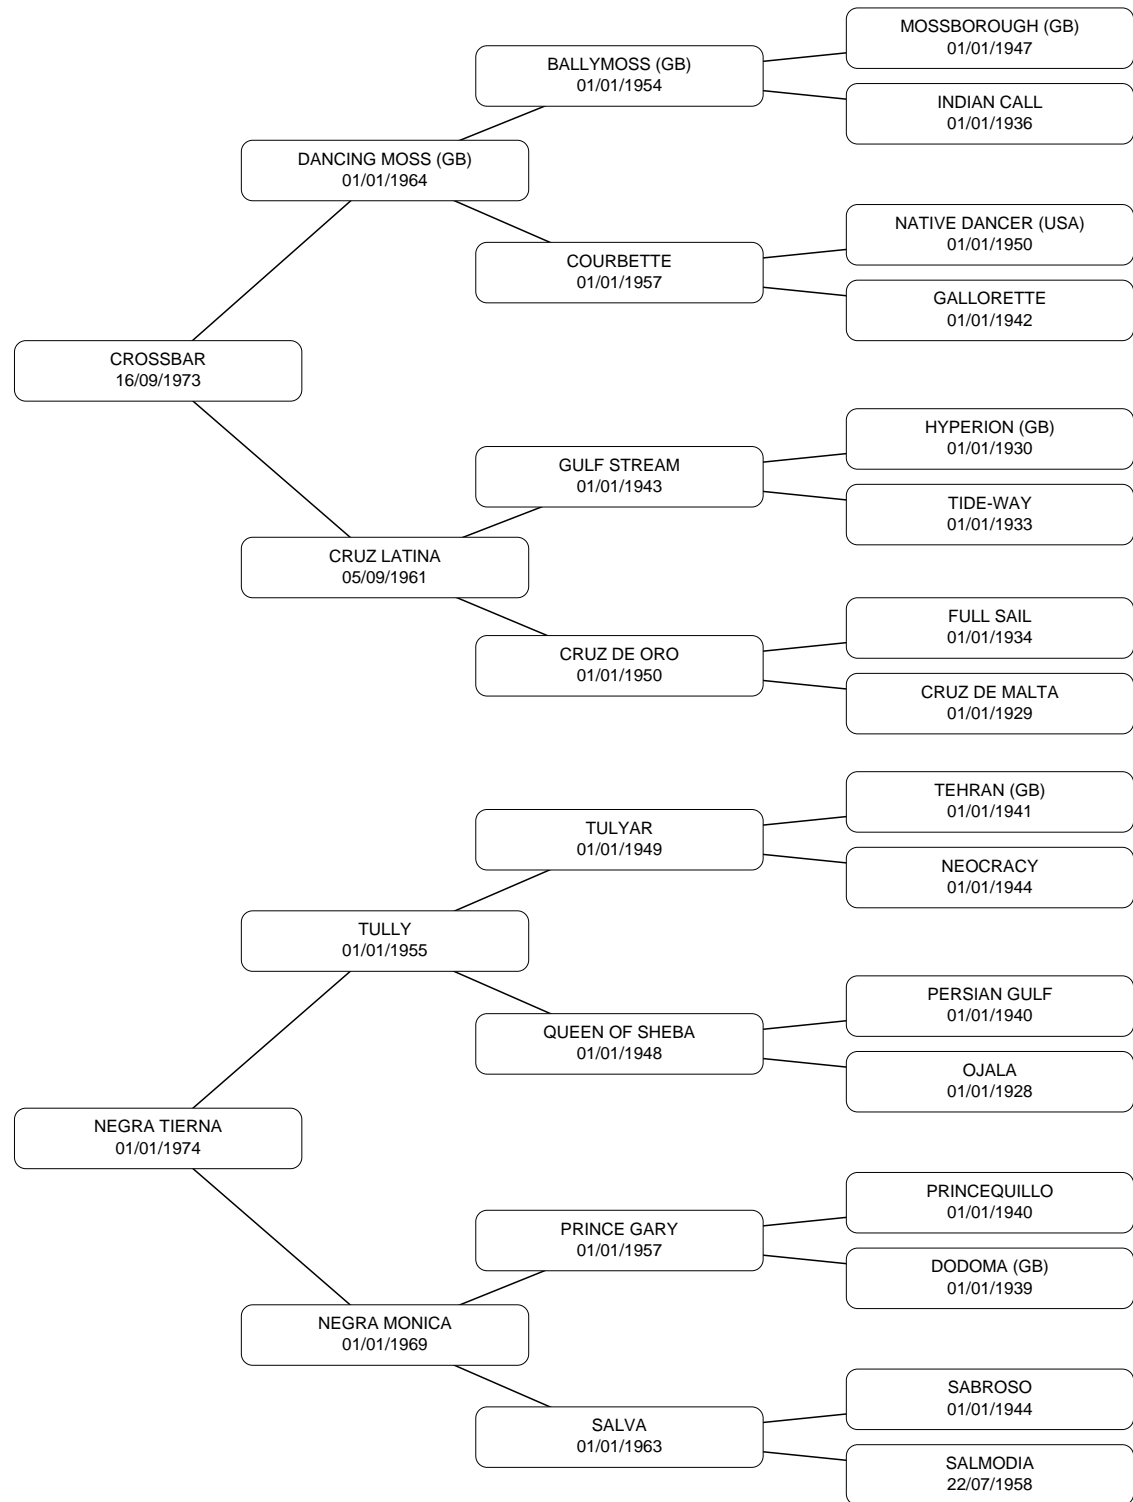 MOSSBOROUGH (GB)
01/01/1947
BALLYMOSS (GB)
01/01/1954
INDIAN CALL
01/01/1936
DANCING MOSS (GB)
01/01/1964
NATIVE DANCER (USA)
01/01/1950
COURBETTE
01/01/1957
GALLORETTE
01/01/1942
CROSSBAR
16/09/1973
HYPERION (GB)
01/01/1930
GULF STREAM
01/01/1943
TIDE-WAY
01/01/1933
CRUZ LATINA
05/09/1961
FULL SAIL
01/01/1934
CRUZ DE ORO
01/01/1950
CRUZ DE MALTA
01/01/1929
TEHRAN (GB)
01/01/1941
TULYAR
01/01/1949
NEOCRACY
01/01/1944
TULLY
01/01/1955
PERSIAN GULF
01/01/1940
QUEEN OF SHEBA
01/01/1948
OJALA
01/01/1928
NEGRA TIERNA
01/01/1974
PRINCEQUILLO
01/01/1940
PRINCE GARY
01/01/1957
DODOMA (GB)
01/01/1939
NEGRA MONICA
01/01/1969
SABROSO
01/01/1944
SALVA
01/01/1963
SALMODIA
22/07/1958